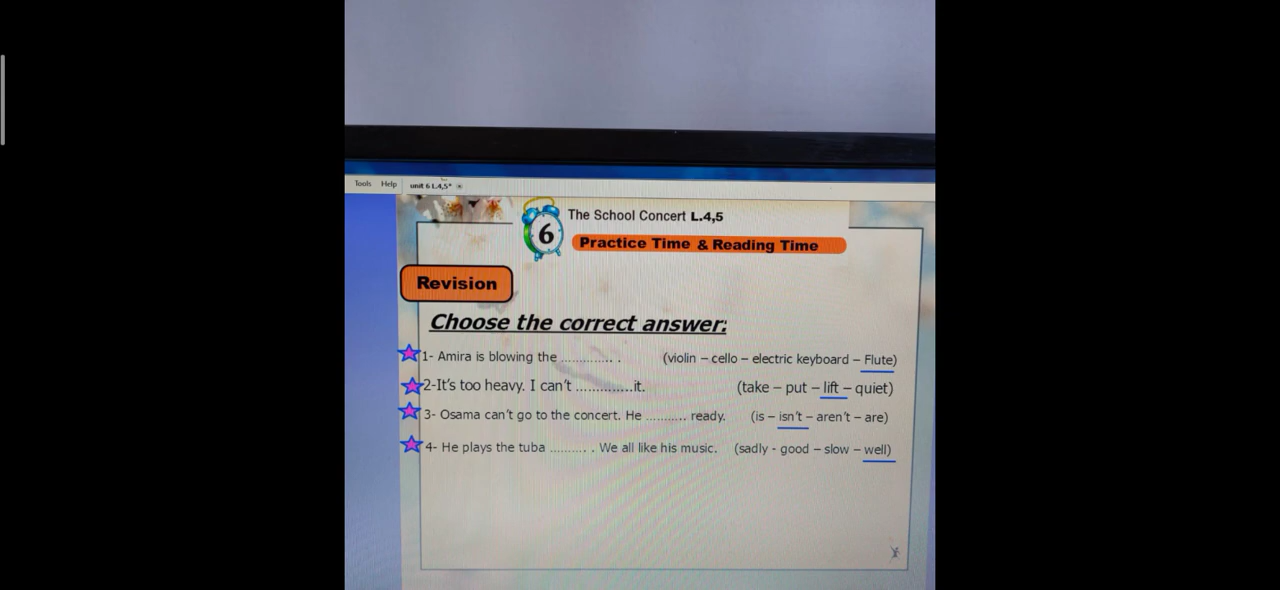 Tools Help unit 6 L.4,5*
6
The School Concert L.4,5
Practice Time & Reading Time
Revision
Choose the correct answer:
1- Amira is blowing the .............. . (violin – cello – electric keyboard – Flute)
2-It's too heavy. I can't ..............it. (take – put – lift – quiet)
3- Osama can't go to the concert. He .......... ready. (is – isn't – aren't – are)
4- He plays the tuba .......... . We all like his music. (sadly - good – slow – well)